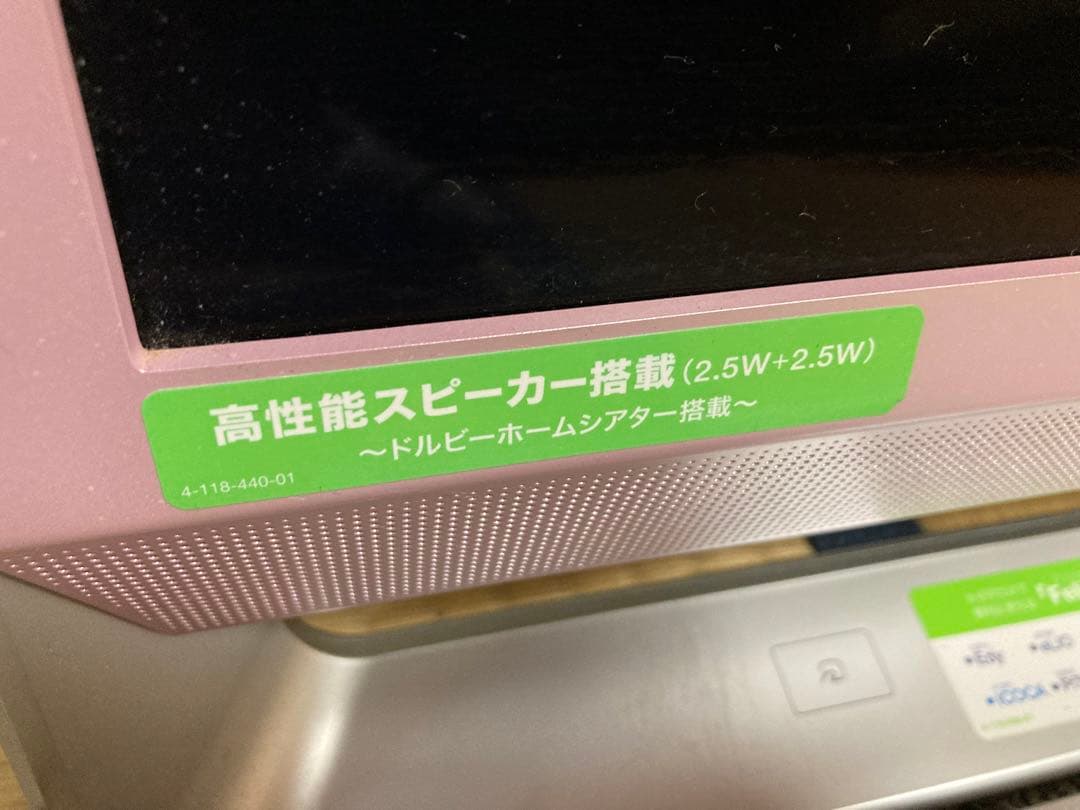 高性能スピーカー搭載(2.5W+2.5W)
～ドルビーホームシアター搭載～
4-118-440-01
Edy